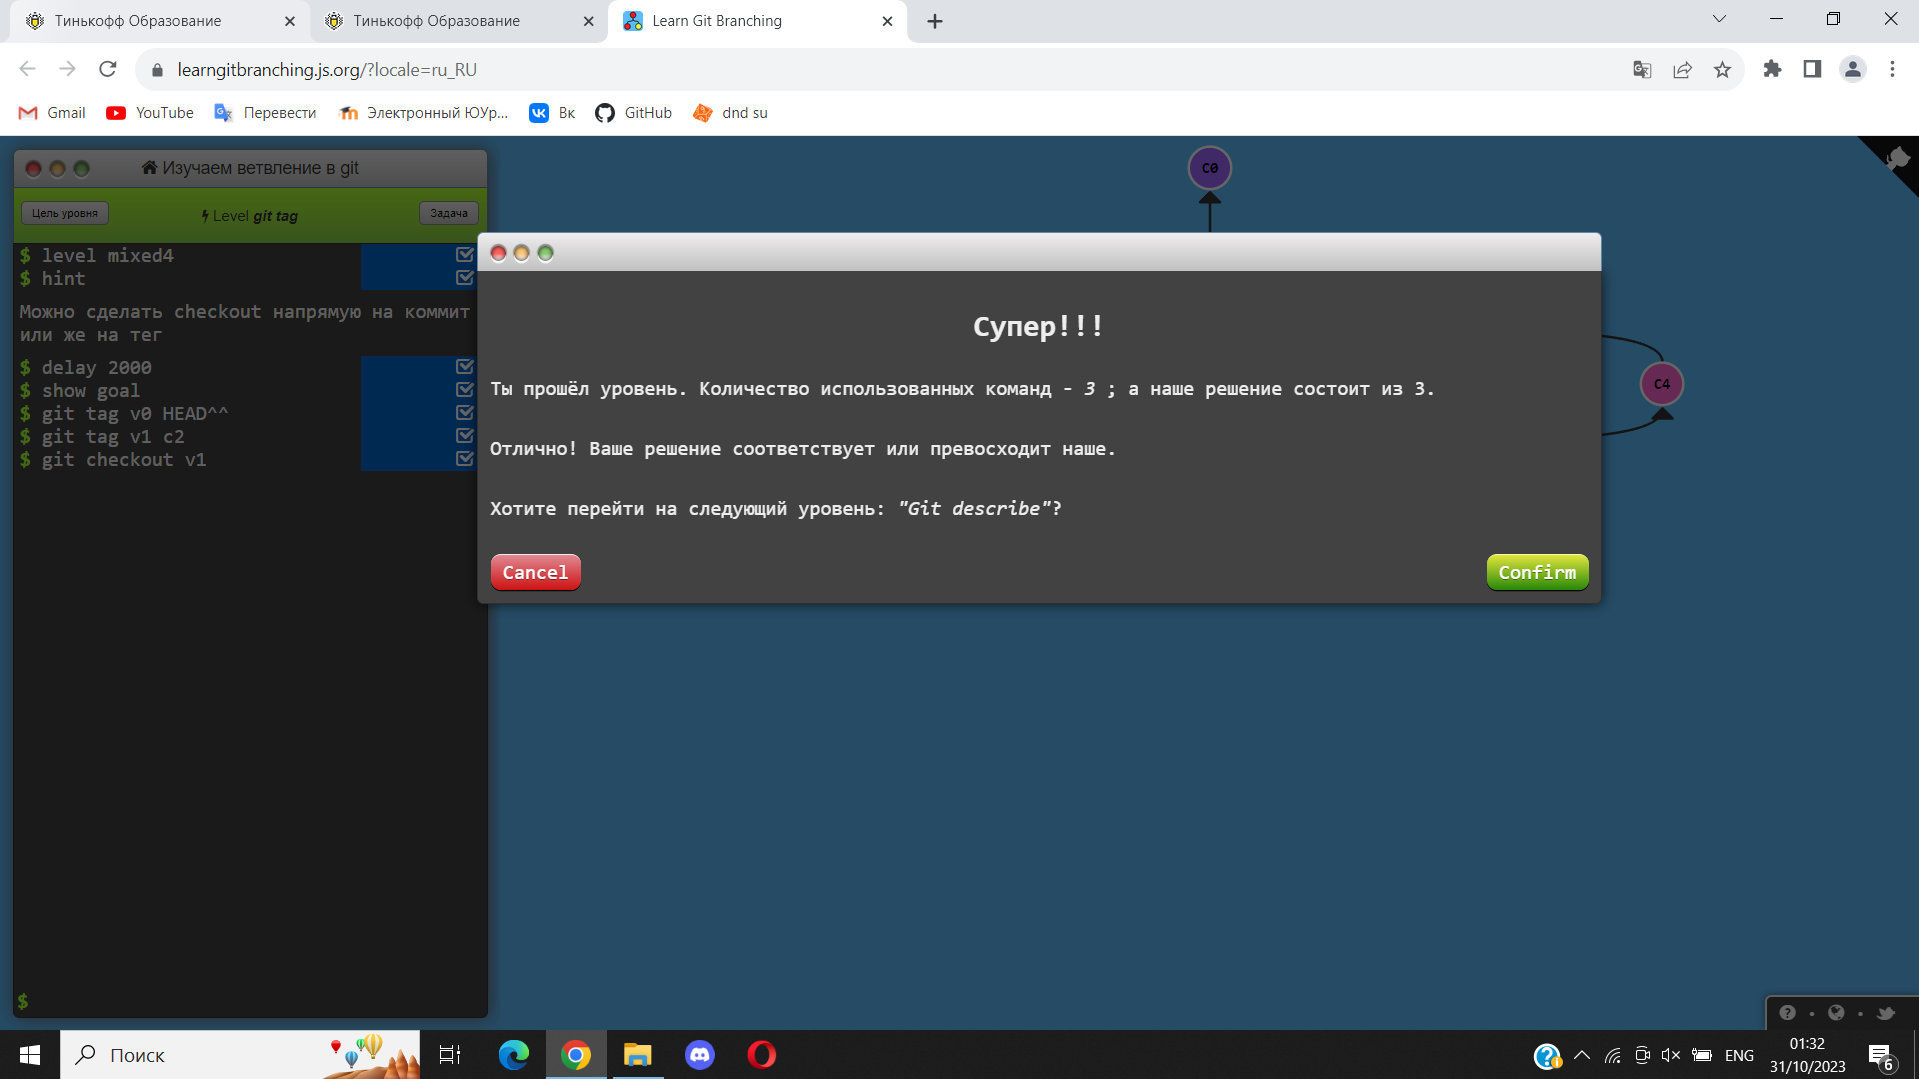 Тинькофф Образование
Тинькофф Образование
Learn Git Branching
learngitbranching.js.org/?locale=ru_RU
Gmail
YouTube
Перевести
Электронный ЮУр...
Вк
GitHub
dnd su
Изучаем ветвление в git
Цель уровня
Level git tag
Задача
$ level mixed4
$ hint
Можно сделать checkout напрямую на коммит
или же на тег
$ delay 2000
$ show goal
$ git tag v0 HEAD^^
$ git tag v1 c2
$ git checkout v1
$
C0
C4
Супер!!!
Ты прошёл уровень. Количество использованных команд - 3 ; а наше решение состоит из 3.
Отлично! Ваше решение соответствует или превосходит наше.
Хотите перейти на следующий уровень: "Git describe"?
Cancel
Confirm
Поиск
ENG
01:32
31/10/2023
6